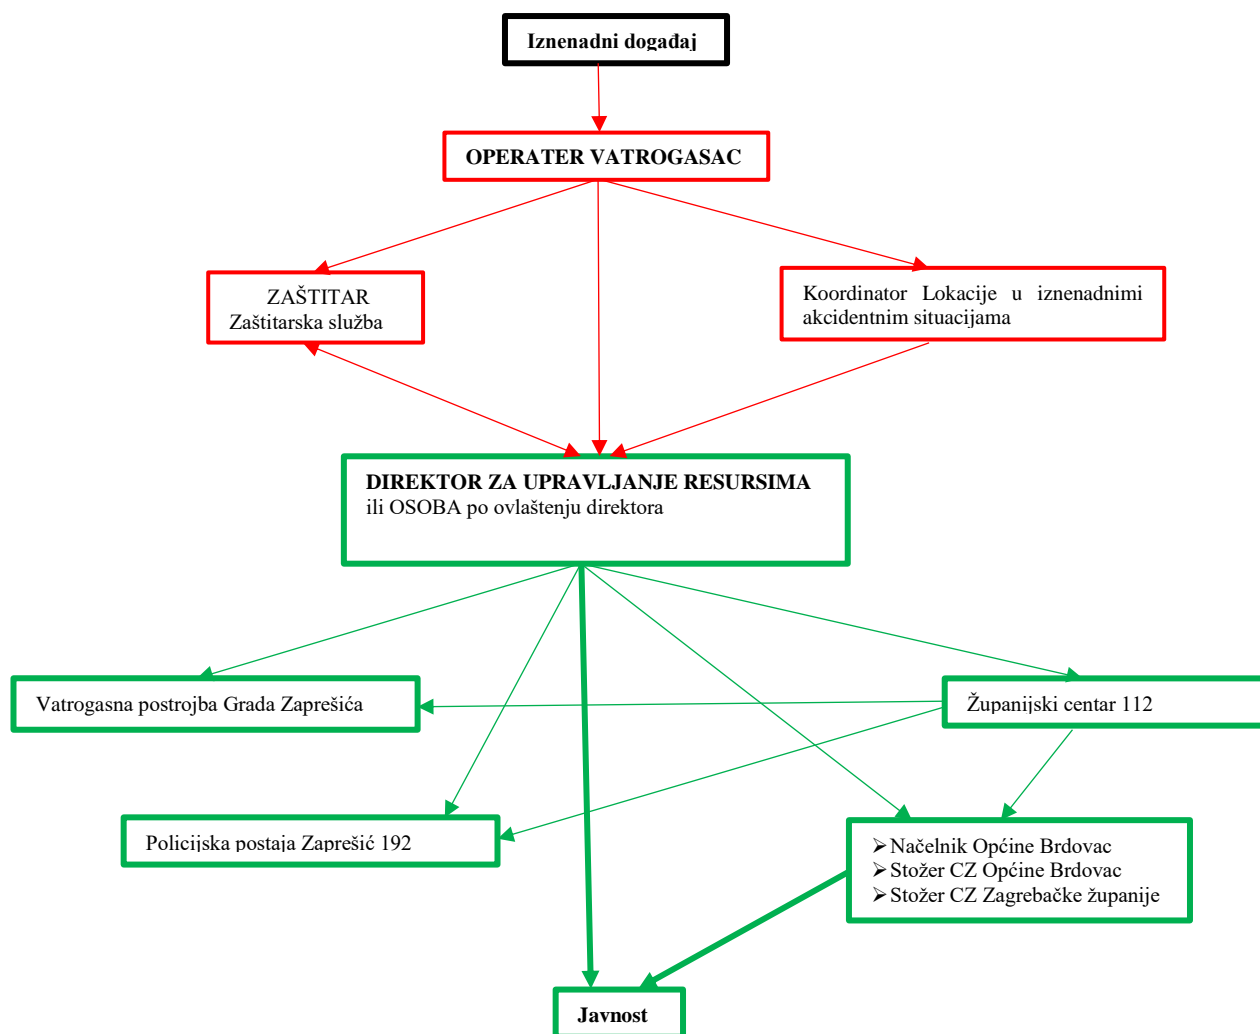 Iznenadni događaj
OPERATER VATROGASAC
ZAŠTITAR
Zaštitarska služba
Koordinator Lokacije u iznenadnimi
akcidentnim situacijama
DIREKTOR ZA UPRAVLJANJE RESURSIMA
ili OSOBA po ovlaštenju direktora
Vatrogasna postrojba Grada Zaprešića
Županijski centar 112
Policijska postaja Zaprešić 192
➢Načelnik Općine Brdovac
➢Stožer CZ Općine Brdovac
➢Stožer CZ Zagrebačke županije
Javnost